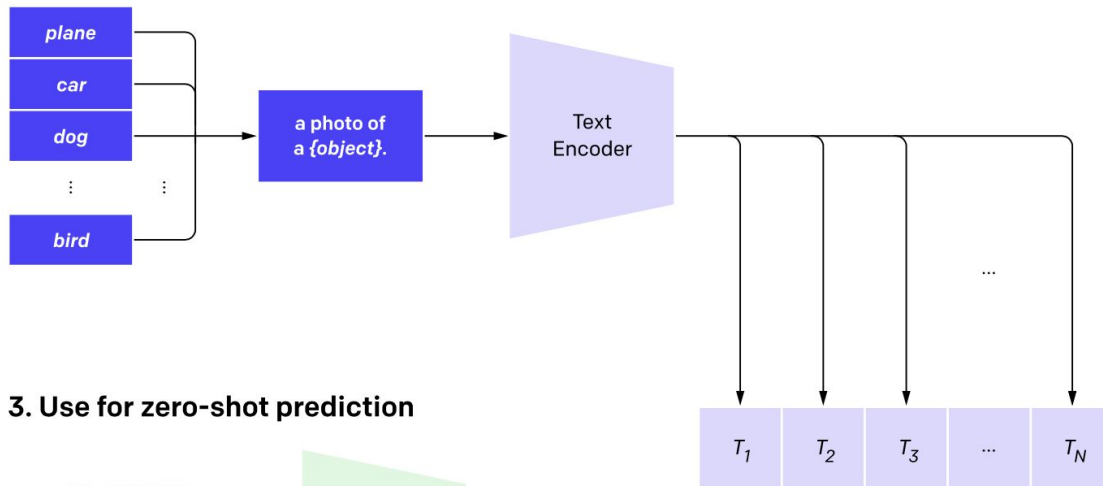 plane
car
dog
⋮ ⋮
bird
a photo of
a {object}.
Text
Encoder
...
3. Use for zero-shot prediction
T1 T2 T3 ... TN